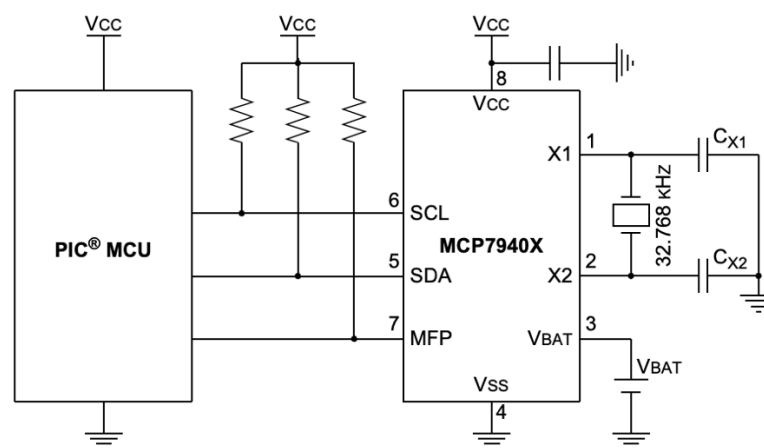 VCC
VCC
VCC
8
VCC
1
X1
CX1
6
SCL
PIC® MCU
MCP7940X
32.768 KHZ
5
SDA
2
X2
CX2
7
MFP
3
VBAT
VBAT
VSS
4